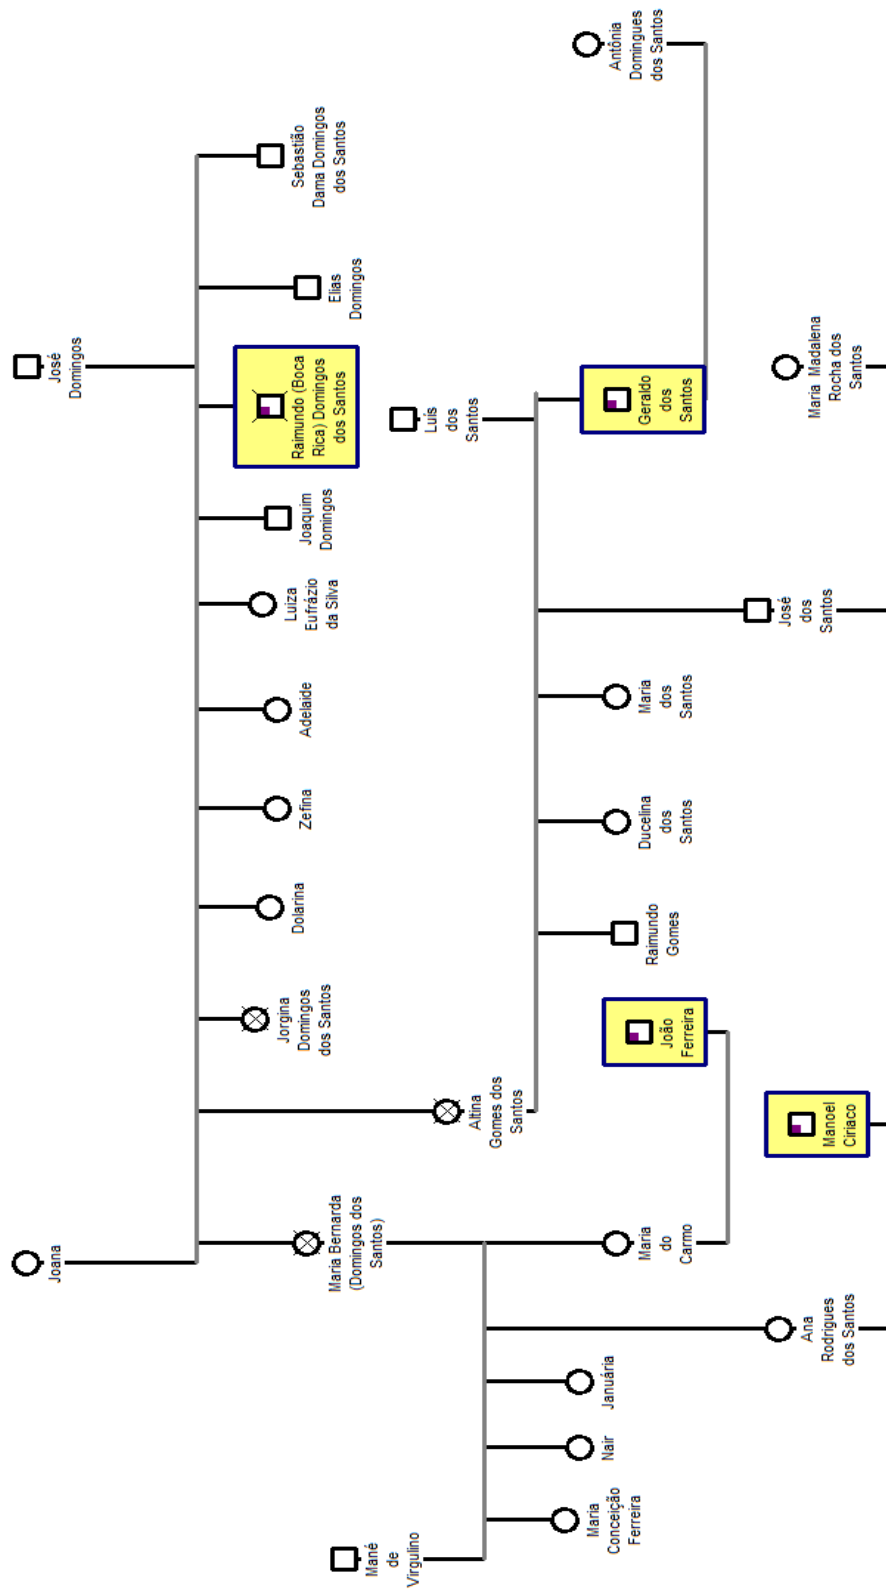 José
Domingos
Joana
Sebastião
Dama Domingos
dos Santos
Elias
Domingos
Raimundo (Boca
Rica) Domingos
dos Santos
Joaquim
Domingos
Luiza
Eufrázio
da Silva
Adelaide
Zefina
Dolarina
Jorgina
Domingos
dos Santos
Altina
Gomes dos
Santos
Maria Bernarda
(Domingos dos
Santos)
Mané
de
Virgulino
Luís
dos
Santos
Antônia
Domingues
dos Santos
Geraldo
dos
Santos
José
dos
Santos
Maria Madalena
Rocha dos
Santos
Maria
dos
Santos
Ducelina
dos
Santos
Raimundo
Gomes
João
Ferreira
Maria
do
Carmo
Manoel
Ciriaco
Ana
Rodrigues
dos Santos
Januária
Nair
Maria
Conceição
Ferreira